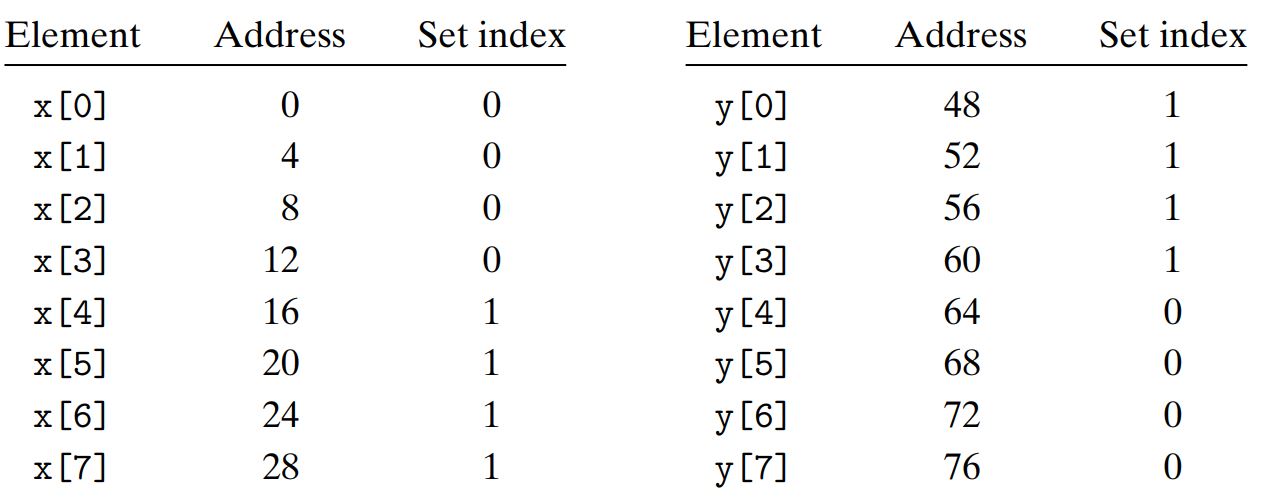 Element Address Set index Element Address Set index
x[0] 0 0 y[0] 48 1
x[1] 4 0 y[1] 52 1
x[2] 8 0 y[2] 56 1
x[3] 12 0 y[3] 60 1
x[4] 16 1 y[4] 64 0
x[5] 20 1 y[5] 68 0
x[6] 24 1 y[6] 72 0
x[7] 28 1 y[7] 76 0